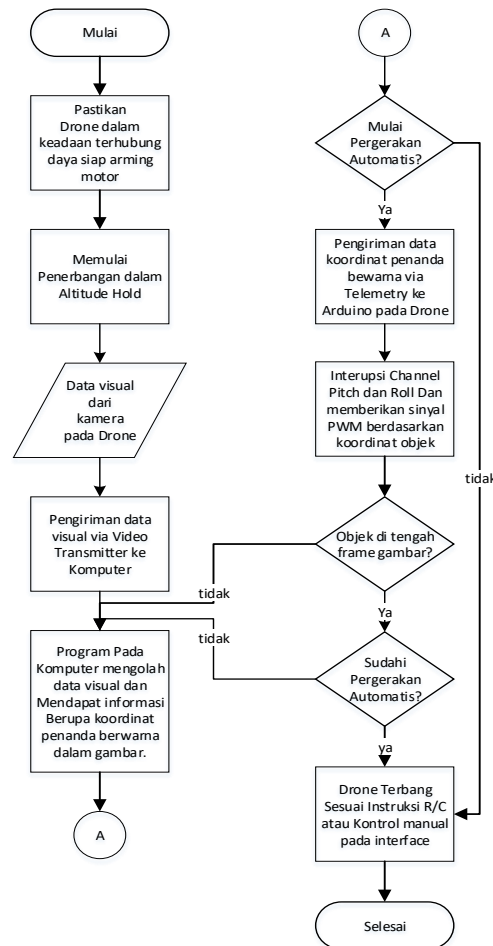 Mulai
Pastikan
Drone dalam
keadaan terhubung
daya siap arming
motor
Memulai
Penerbangan dalam
Altitude Hold
Data visual
dari
kamera
pada Drone
Pengiriman data
visual via Video
Transmitter ke
Komputer
Program Pada
Komputer mengolah
data visual dan
Mendapat informasi
Berupa koordinat
penanda berwarna
dalam gambar.
A
A
Mulai
Pergerakan
Automatis?
Ya
tidak
Pengiriman data
koordinat penanda
bewarna via
Telemetry ke
Arduino pada Drone
Interupsi Channel
Pitch dan Roll Dan
memberikan sinyal
PWM berdasarkan
koordinat objek
Objek di tengah
frame gambar?
tidak
Ya
Sudahi
Pergerakan
Automatis?
tidak
ya
Drone Terbang
Sesuai Instruksi R/C
atau Kontrol manual
pada interface
Selesai